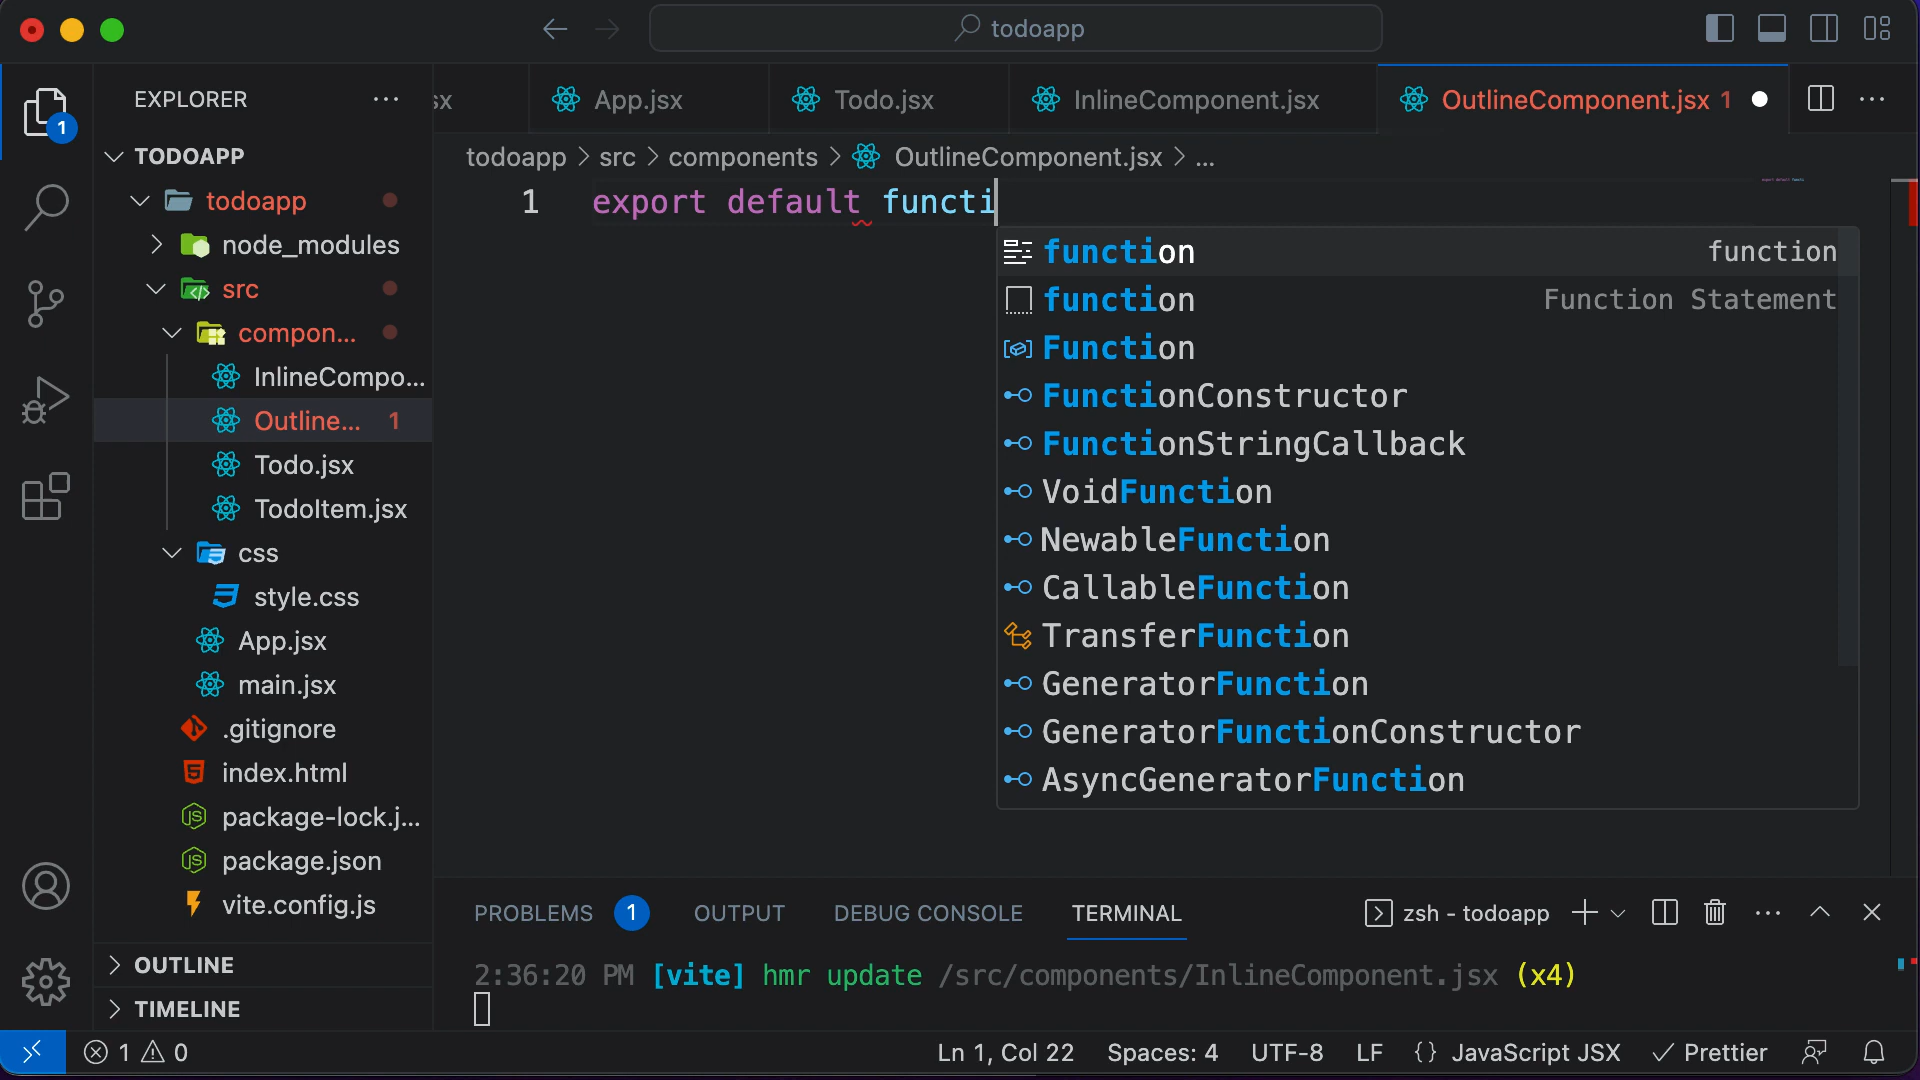 todoapp
EXPLORER
TODOAPP
todoapp
node_modules
src
compon...
InlineCompo...
Outline... 1
Todo.jsx
TodoItem.jsx
css
style.css
App.jsx
main.jsx
.gitignore
index.html
package-lock.j...
package.json
vite.config.js
OUTLINE
TIMELINE
1
sx
App.jsx
Todo.jsx
InlineComponent.jsx
OutlineComponent.jsx 1
todoapp > src > components > OutlineComponent.jsx > ...
1 export default functi
function function
function Function Statement
Function
FunctionConstructor
FunctionStringCallback
VoidFunction
NewableFunction
CallableFunction
TransferFunction
GeneratorFunction
GeneratorFunctionConstructor
AsyncGeneratorFunction
PROBLEMS 1 OUTPUT DEBUG CONSOLE TERMINAL zsh - todoapp
2:36:20 PM [vite] hmr update /src/components/InlineComponent.jsx (x4)
1 0 Ln 1, Col 22 Spaces: 4 UTF-8 LF {} JavaScript JSX Prettier